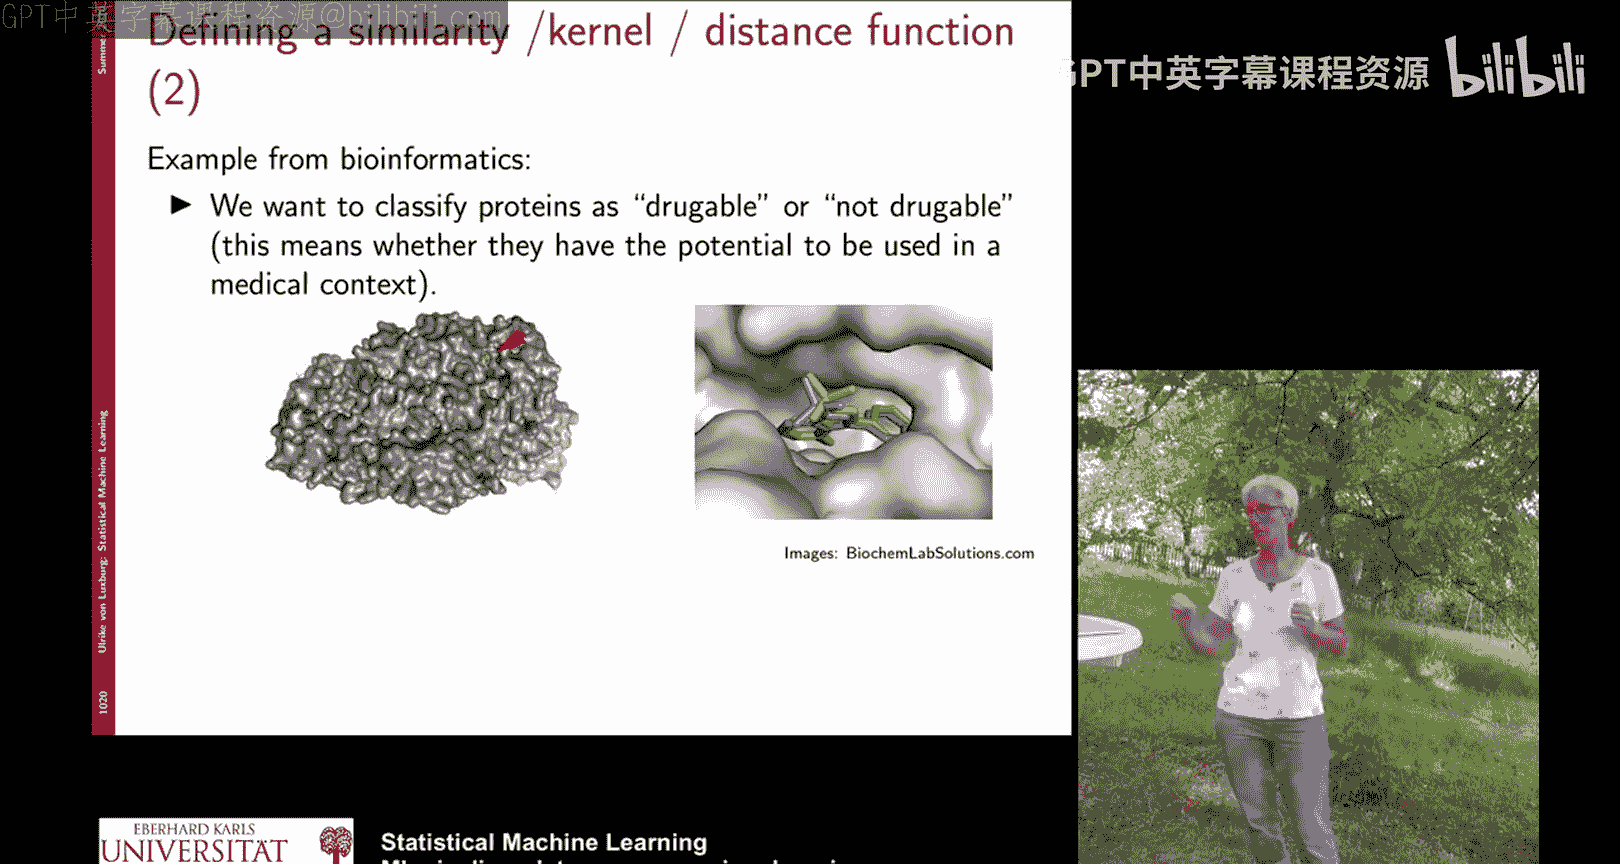 GPT中英字幕课程资源@bilibili.com
GPT中英字幕课程资源 bilibili
Defining a similarity /kernel / distance function
(2)
Example from bioinformatics:
▶ We want to classify proteins as “drugable” or “not drugable”
(this means whether they have the potential to be used in a
medical context).
Images: BiochemLabSolutions.com
Ulrike von Luxburg: Statistical Machine Learning
1020
EBERHARD KARLS
UNIVERSITÄT
Statistical Machine Learning